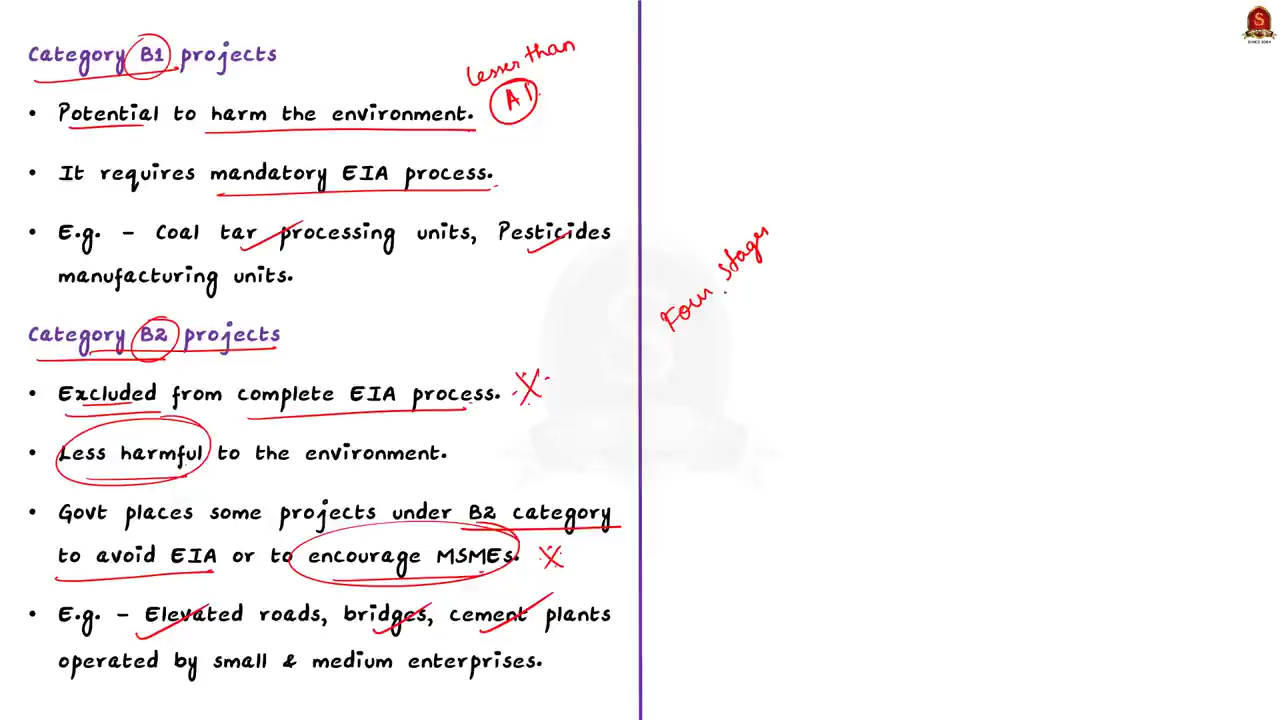 Category B1 projects
lesser than
A1
• Potential to harm the environment.
• It requires mandatory EIA process.
• E.g. - Coal tar processing units, Pesticides
manufacturing units.
Category B2 projects
• Excluded from complete EIA process.
• Less harmful to the environment.
• Govt places some projects under B2 category
to avoid EIA or to encourage MSMEs.
• E.g. - Elevated roads, bridges, cement plants
operated by small & medium enterprises.
Four stages